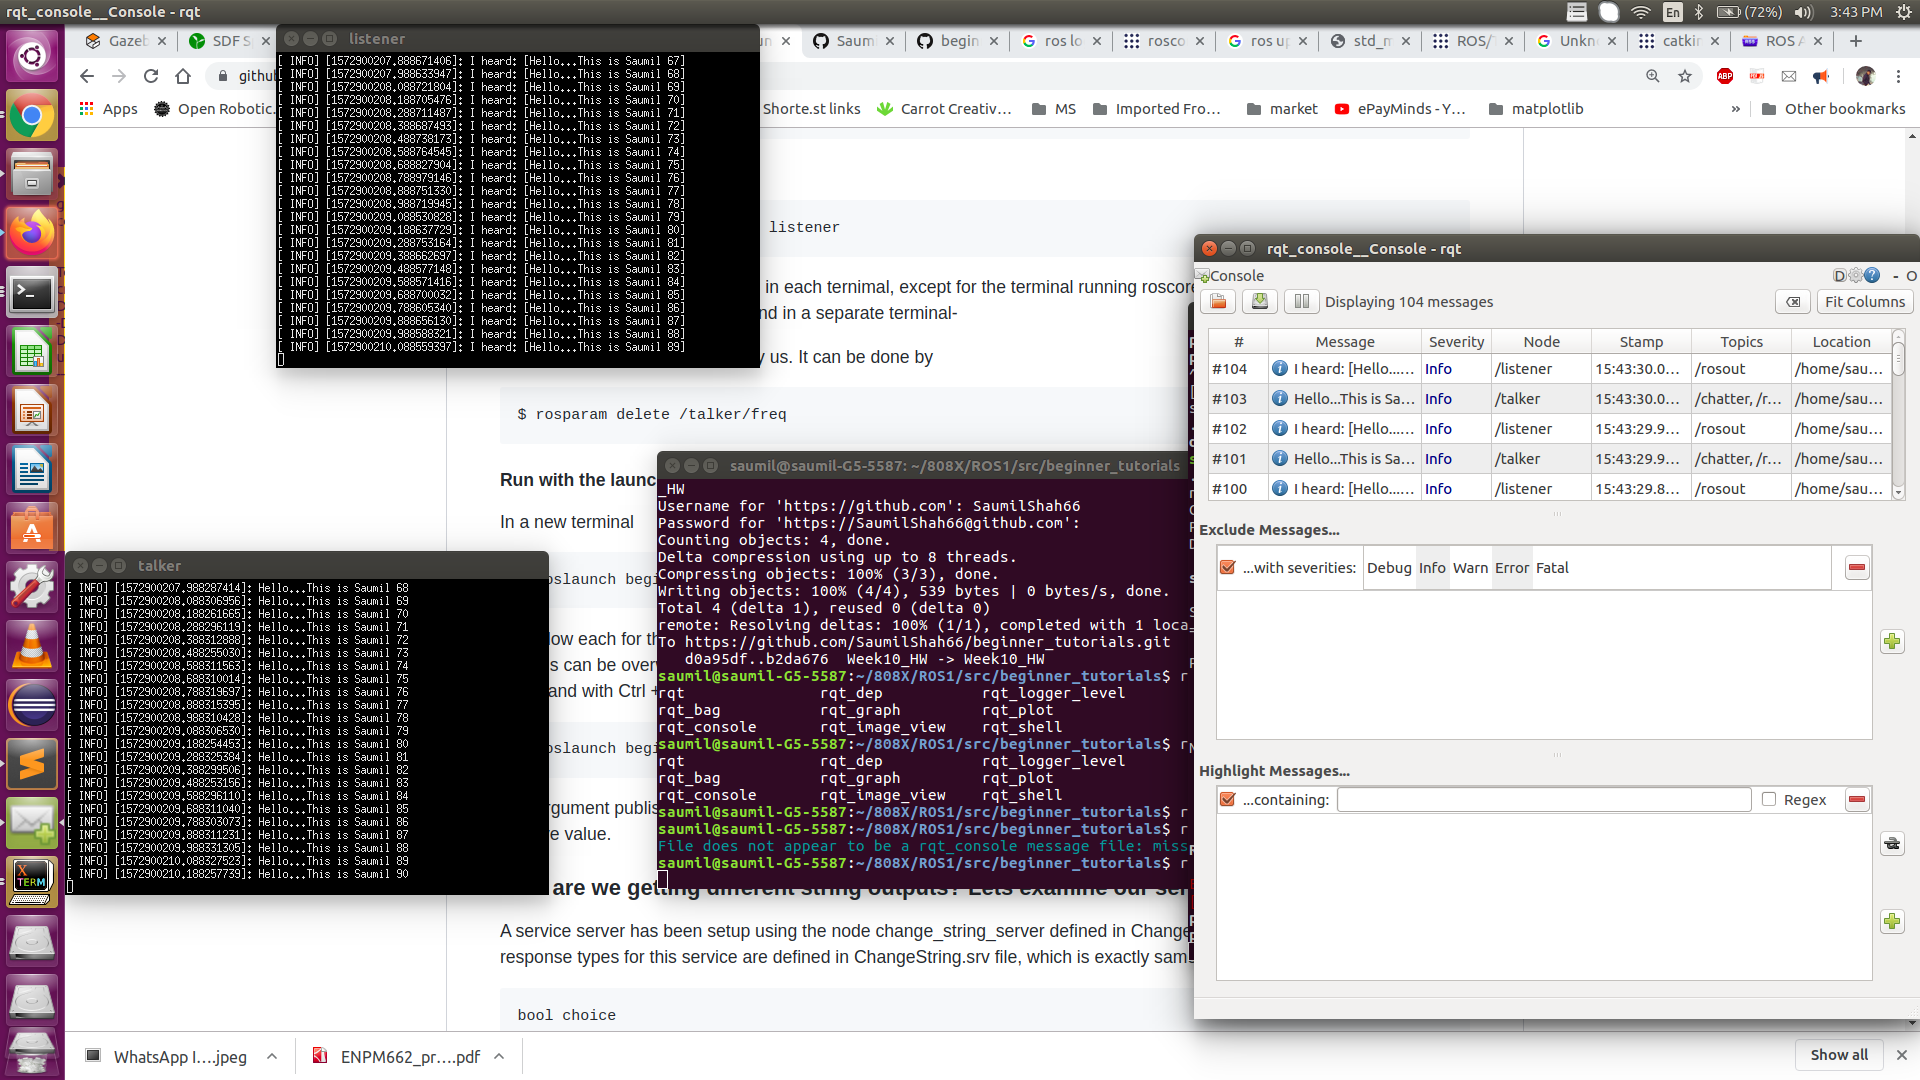 rqt_console__Console - rqt
En
(72%)
3:43 PM
Gazeb
SDF S
Saumi
begin
ros lo
rosco
ros up
std_m
ROS/
Unkn
catkin
ROS A
githu
ABP
Apps
Open Robotic.
Shorte.st links
Carrot Creativ...
MS
Imported Fro...
market
ePayMinds - Y...
matplotlib
»
Other bookmarks
listener
[ INFO] [1572900207.888671406]: I heard: [Hello...This is Saumil 67]
[ INFO] [1572900207.988633947]: I heard: [Hello...This is Saumil 68]
[ INFO] [1572900208.088721804]: I heard: [Hello...This is Saumil 69]
[ INFO] [1572900208.188705476]: I heard: [Hello...This is Saumil 70]
[ INFO] [1572900208.288711487]: I heard: [Hello...This is Saumil 71]
[ INFO] [1572900208.388687493]: I heard: [Hello...This is Saumil 72]
[ INFO] [1572900208.488738173]: I heard: [Hello...This is Saumil 73]
[ INFO] [1572900208.588764545]: I heard: [Hello...This is Saumil 74]
[ INFO] [1572900208.688827904]: I heard: [Hello...This is Saumil 75]
[ INFO] [1572900208.788979146]: I heard: [Hello...This is Saumil 76]
[ INFO] [1572900208.888751330]: I heard: [Hello...This is Saumil 77]
[ INFO] [1572900208.988719945]: I heard: [Hello...This is Saumil 78]
[ INFO] [1572900209.088530828]: I heard: [Hello...This is Saumil 79]
[ INFO] [1572900209.188637729]: I heard: [Hello...This is Saumil 80]
[ INFO] [1572900209.288753164]: I heard: [Hello...This is Saumil 81]
[ INFO] [1572900209.388662697]: I heard: [Hello...This is Saumil 82]
[ INFO] [1572900209.488577148]: I heard: [Hello...This is Saumil 83]
[ INFO] [1572900209.588571416]: I heard: [Hello...This is Saumil 84]
[ INFO] [1572900209.688700032]: I heard: [Hello...This is Saumil 85]
[ INFO] [1572900209.788605340]: I heard: [Hello...This is Saumil 86]
[ INFO] [1572900209.888656130]: I heard: [Hello...This is Saumil 87]
[ INFO] [1572900209.988588321]: I heard: [Hello...This is Saumil 88]
[ INFO] [1572900210.088559397]: I heard: [Hello...This is Saumil 89]
listener
in each ternimal, except for the terminal running roscore
nd in a separate terminal-
y us. It can be done by
$ rosparam delete /talker/freq
Run with the launc
In a new terminal
oslaunch begi
low each for th
s can be overw
and with Ctrl +
oslaunch begi
rgument publis
re value.
are we getting different string outputs? Lets examine our ser
A service server has been setup using the node change_string_server defined in Change
response types for this service are defined in ChangeString.srv file, which is exactly sam
bool choice
talker
[ INFO] [1572900207.988287414]: Hello...This is Saumil 68
[ INFO] [1572900208.088306956]: Hello...This is Saumil 69
[ INFO] [1572900208.188261665]: Hello...This is Saumil 70
[ INFO] [1572900208.288296119]: Hello...This is Saumil 71
[ INFO] [1572900208.388312888]: Hello...This is Saumil 72
[ INFO] [1572900208.488255030]: Hello...This is Saumil 73
[ INFO] [1572900208.588311563]: Hello...This is Saumil 74
[ INFO] [1572900208.688310014]: Hello...This is Saumil 75
[ INFO] [1572900208.788319697]: Hello...This is Saumil 76
[ INFO] [1572900208.888315395]: Hello...This is Saumil 77
[ INFO] [1572900208.988310428]: Hello...This is Saumil 78
[ INFO] [1572900209.088306530]: Hello...This is Saumil 79
[ INFO] [1572900209.188254453]: Hello...This is Saumil 80
[ INFO] [1572900209.288325384]: Hello...This is Saumil 81
[ INFO] [1572900209.388299506]: Hello...This is Saumil 82
[ INFO] [1572900209.488253156]: Hello...This is Saumil 83
[ INFO] [1572900209.588296110]: Hello...This is Saumil 84
[ INFO] [1572900209.688311040]: Hello...This is Saumil 85
[ INFO] [1572900209.788303073]: Hello...This is Saumil 86
[ INFO] [1572900209.888311231]: Hello...This is Saumil 87
[ INFO] [1572900209.988331305]: Hello...This is Saumil 88
[ INFO] [1572900210.088327523]: Hello...This is Saumil 89
[ INFO] [1572900210.188257739]: Hello...This is Saumil 90
saumil@saumil-G5-5587: ~/808X/ROS1/src/beginner_tutorials
_HW
Username for 'https://github.com': SaumilShah66
Password for 'https://SaumilShah66@github.com':
Counting objects: 4, done.
Delta compression using up to 8 threads.
Compressing objects: 100% (3/3), done.
Writing objects: 100% (4/4), 539 bytes | 0 bytes/s, done.
Total 4 (delta 1), reused 0 (delta 0)
remote: Resolving deltas: 100% (1/1), completed with 1 loca
To https://github.com/SaumilShah66/beginner_tutorials.git
d0a95df..b2da676  Week10_HW -> Week10_HW
saumil@saumil-G5-5587:~/808X/ROS1/src/beginner_tutorials$ r
rqt rqt_dep rqt_logger_level
rqt_bag rqt_graph rqt_plot
rqt_console rqt_image_view rqt_shell
saumil@saumil-G5-5587:~/808X/ROS1/src/beginner_tutorials$ r
rqt rqt_dep rqt_logger_level
rqt_bag rqt_graph rqt_plot
rqt_console rqt_image_view rqt_shell
saumil@saumil-G5-5587:~/808X/ROS1/src/beginner_tutorials$ r
saumil@saumil-G5-5587:~/808X/ROS1/src/beginner_tutorials$ r
File does not appear to be a rqt_console message file: miss
saumil@saumil-G5-5587:~/808X/ROS1/src/beginner_tutorials$ r
rqt_console__Console - rqt
Console
D
- O
Displaying 104 messages
Fit Columns
# Message Severity Node Stamp Topics Location
#104 I heard: [Hello...... Info /listener 15:43:30.0... /rosout /home/sau...
#103 Hello...This is Sa... Info /talker 15:43:30.0... /chatter, /r... /home/sau...
#102 I heard: [Hello...... Info /listener 15:43:29.9... /rosout /home/sau...
#101 Hello...This is Sa... Info /talker 15:43:29.9... /chatter, /r... /home/sau...
#100 I heard: [Hello...... Info /listener 15:43:29.8... /rosout /home/sau...
Exclude Messages...
...with severities: Debug Info Warn Error Fatal
Highlight Messages...
...containing:
Regex
X TERM
WhatsApp I....jpeg
ENPM662_pr....pdf
Show all